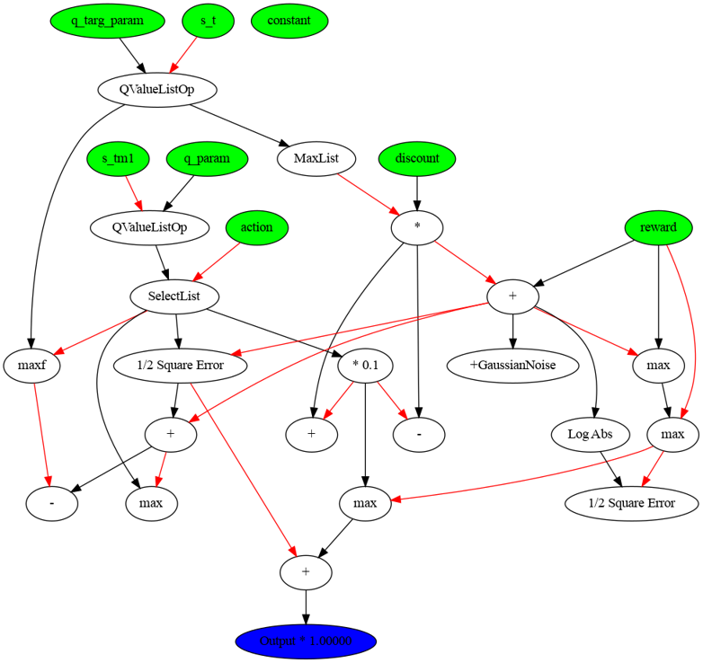 q_targ_param
s_t
constant
QValueListOp
s_tm1
q_param
MaxList
discount
QValueListOp
action
*
reward
SelectList
+
maxf
1/2 Square Error
* 0.1
+GaussianNoise
max
+
+
-
Log Abs
max
-
max
max
1/2 Square Error
+
Output * 1.00000